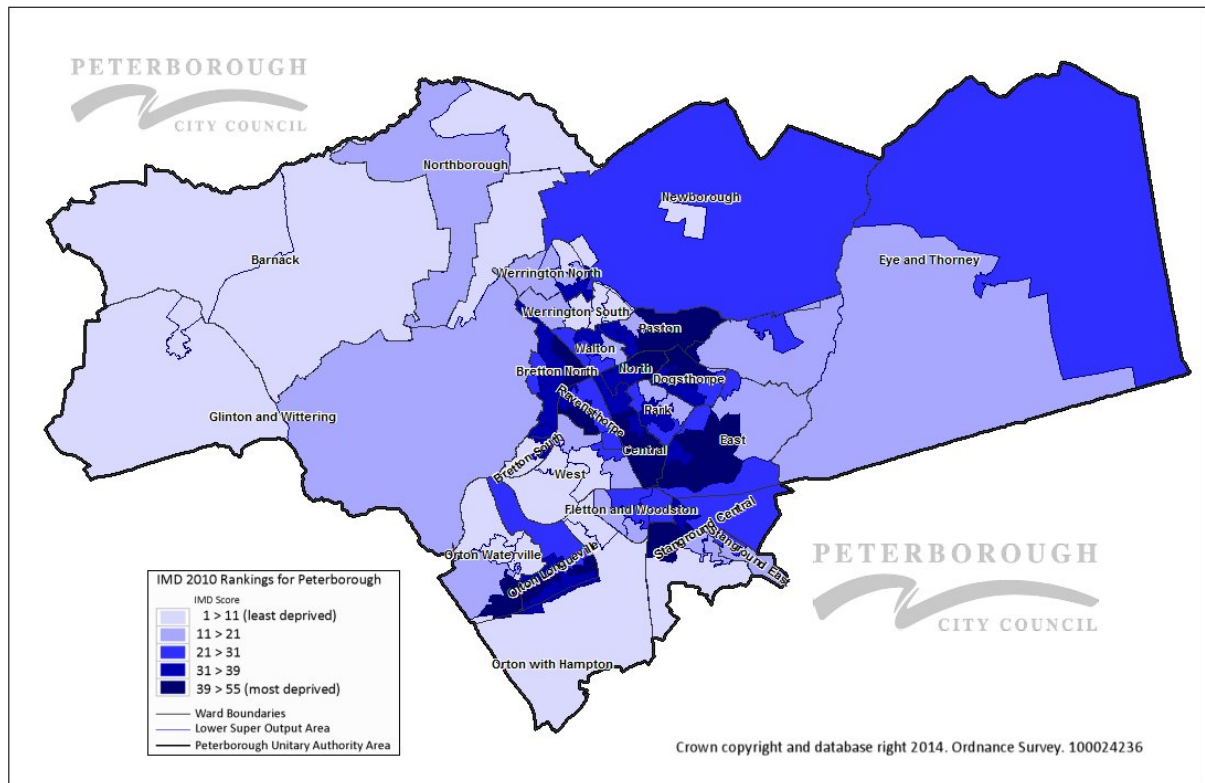 PETERBOROUGH
CITY COUNCIL
Northborough
Newborough
Barnack
Eye and Thorney
Werrington North
Werrington South
Paston
Walton
Bretton North
North
Dogsthorpe
Ravensthorpe
Park
Glinton and Wittering
East
Central
Bretton South
West
Fletton and Woodston
Stanground Central
Stanground East
Orton Waterville
Orton Longueville
PETERBOROUGH
CITY COUNCIL
Orton with Hampton
IMD 2010 Rankings for Peterborough
IMD Score
1 > 11 (least deprived)
11 > 21
21 > 31
31 > 39
39 > 55 (most deprived)
Ward Boundaries
Lower Super Output Area
Peterborough Unitary Authority Area
Crown copyright and database right 2014. Ordnance Survey. 100024236